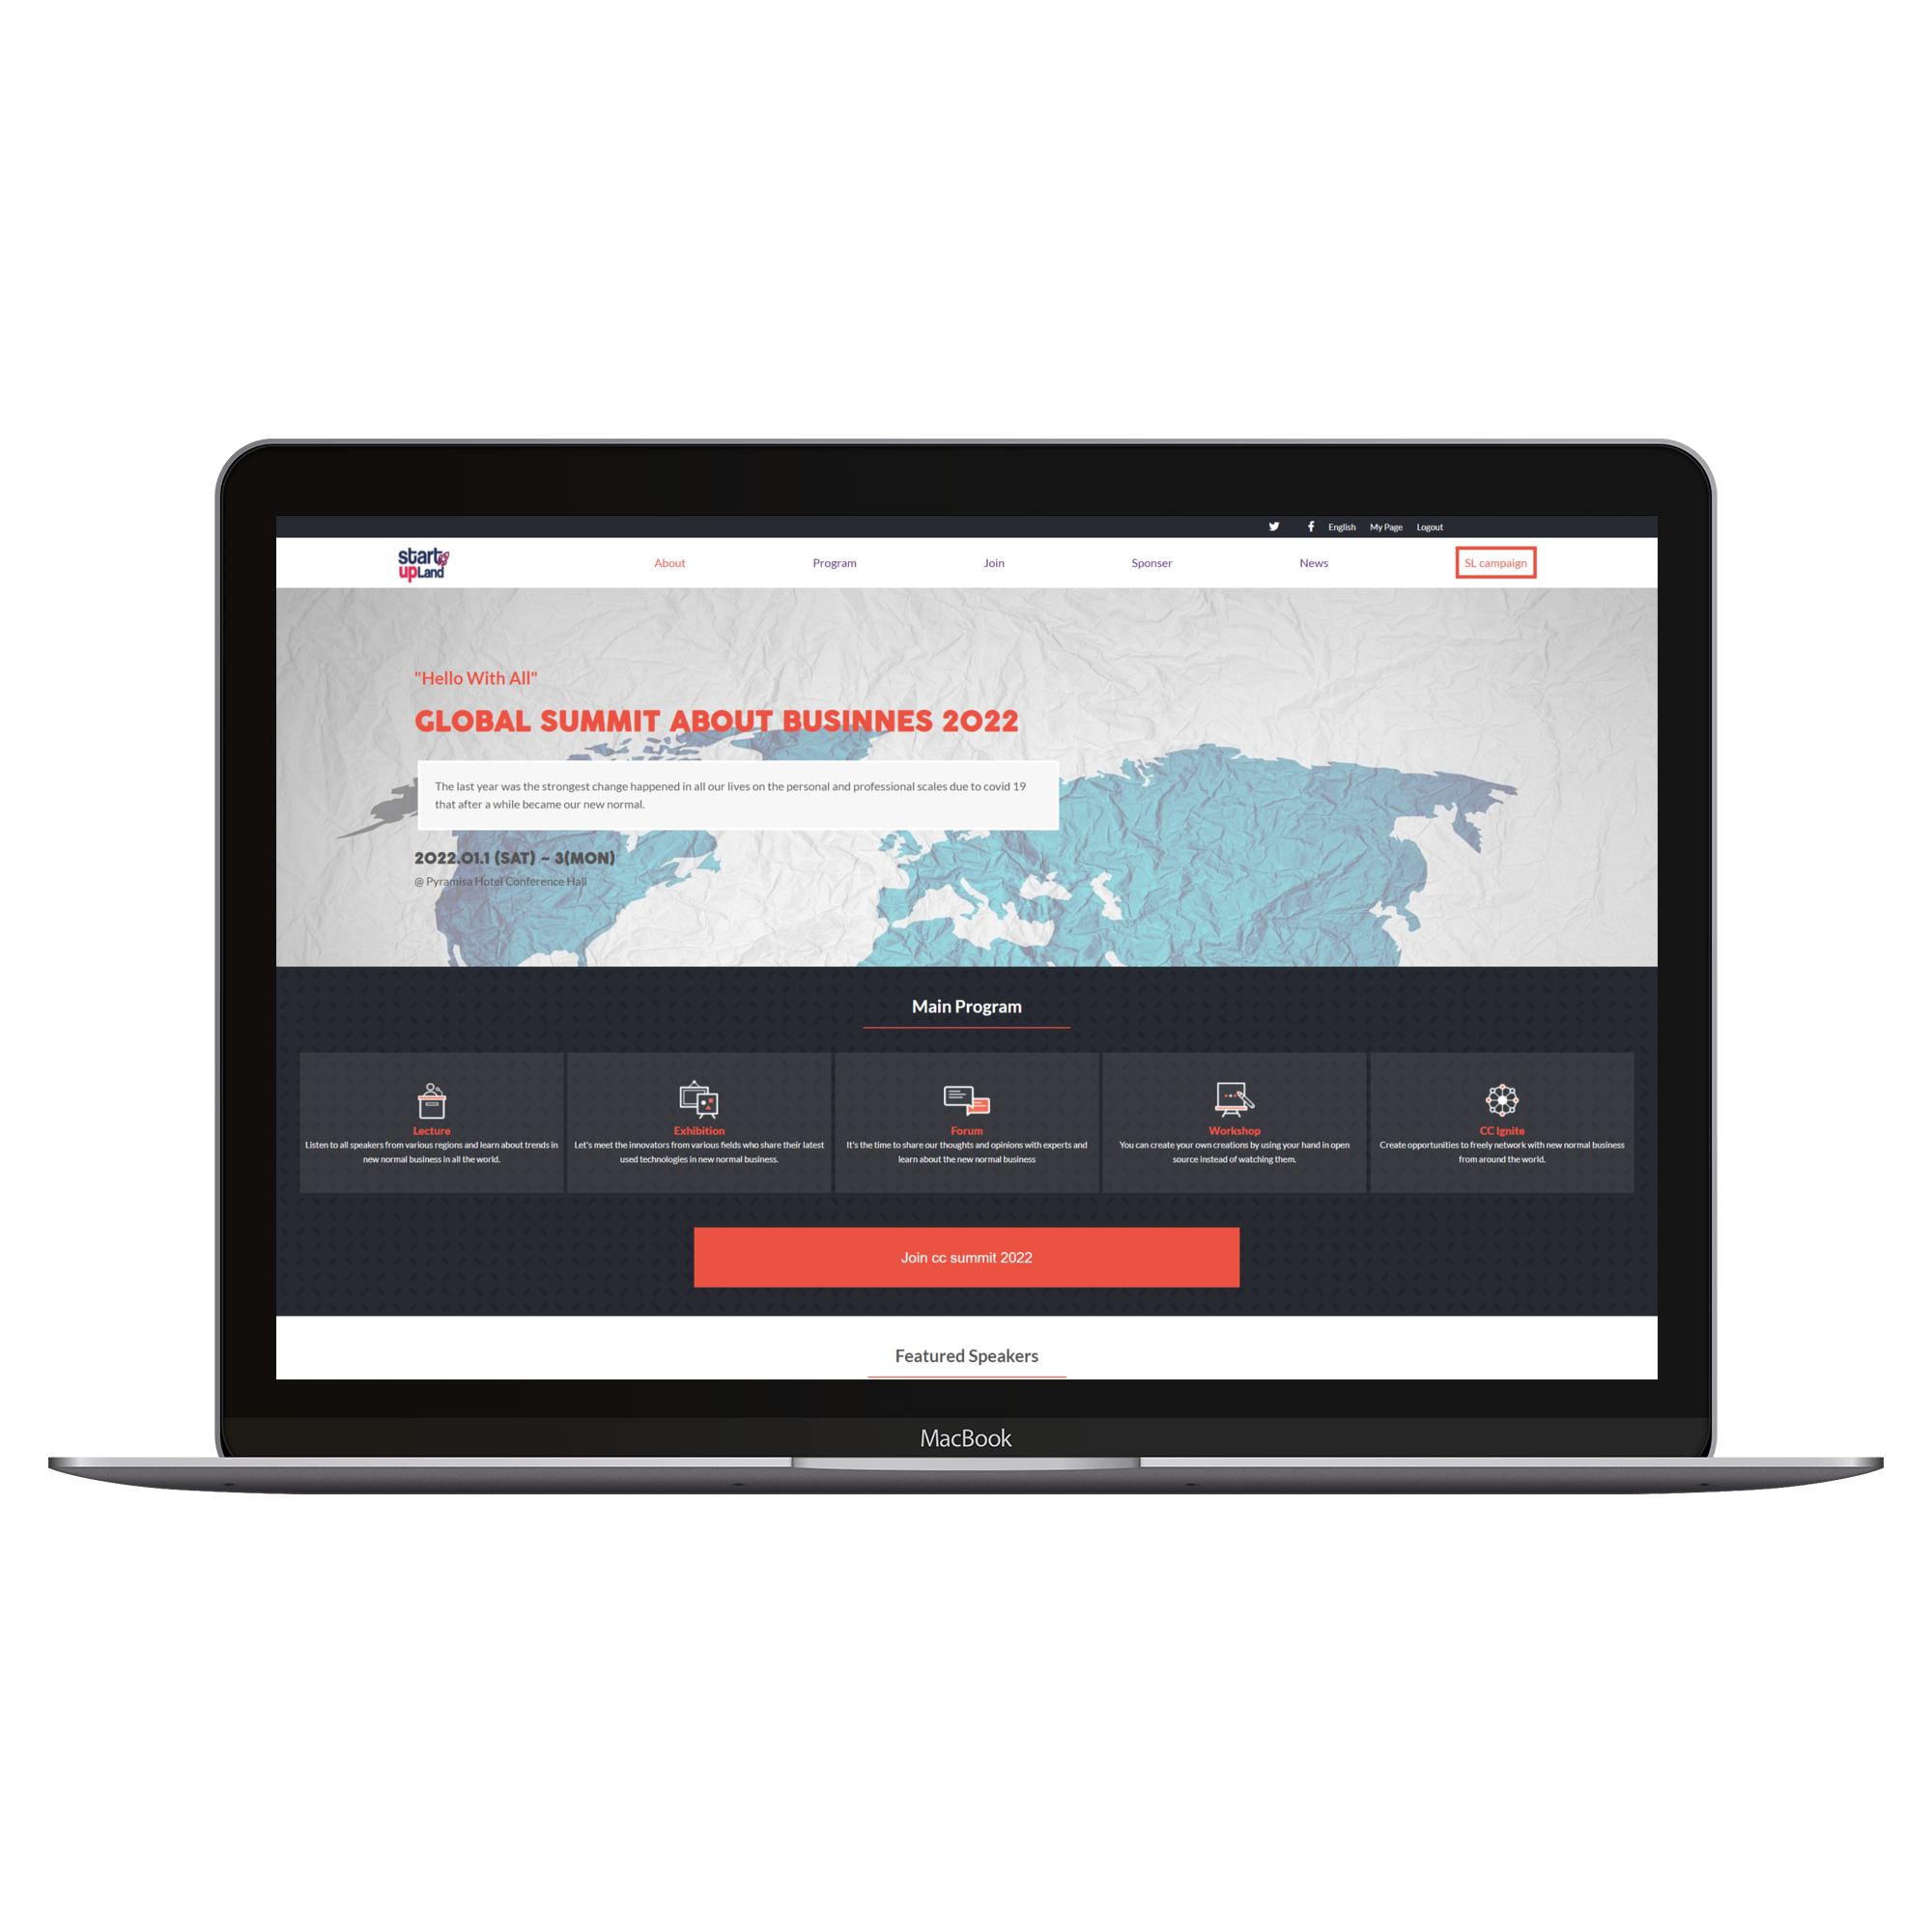 English My Page Logout
start
upLand
About Program Join Sponser News SL campaign
"Hello With All"
GLOBAL SUMMIT ABOUT BUSINNES 2022
The last year was the strongest change happened in all our lives on the personal and professional scales due to covid 19
that after a while became our new normal.
2022.01.1 (SAT) ~ 3(MON)
@ Pyramisa Hotel Conference Hall
Main Program
Lecture
Listen to all speakers from various regions and learn about trends in
new normal business in all the world.
Exhibition
Let's meet the innovators from various fields who share their latest
used technologies in new normal business.
Forum
It's the time to share our thoughts and opinions with experts and
learn about the new normal business
Workshop
You can create your own creations by using your hand in open
source instead of watching them.
CC Ignite
Create opportunities to freely network with new normal business
from around the world.
Join cc summit 2022
Featured Speakers
MacBook